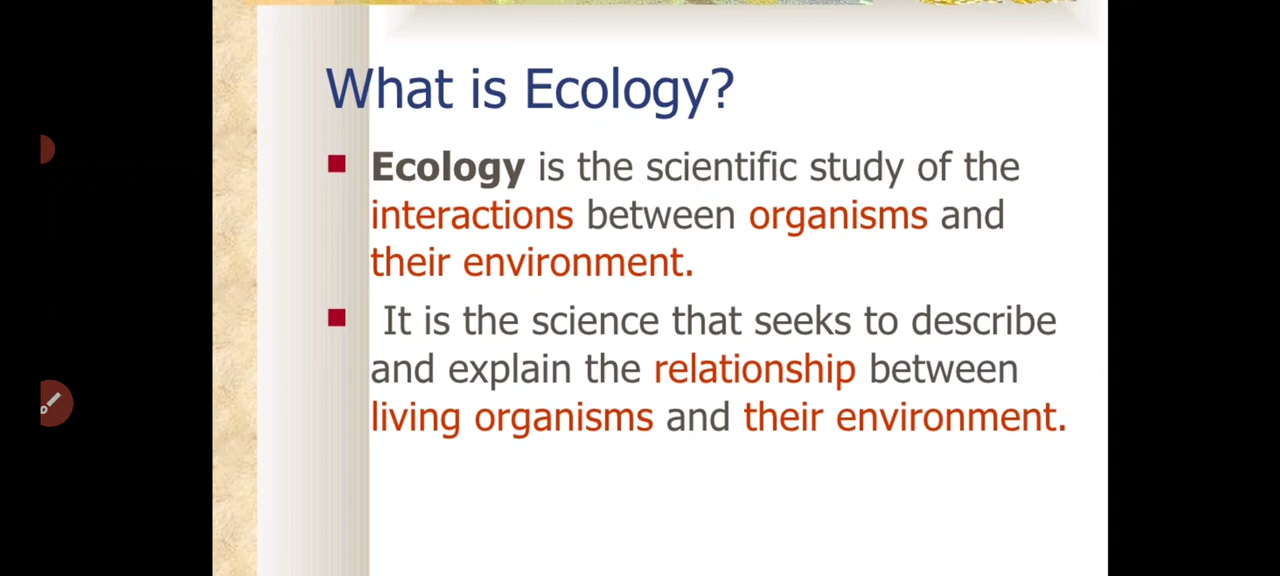 What is Ecology?
Ecology is the scientific study of the
interactions between organisms and
their environment.
It is the science that seeks to describe
and explain the relationship between
living organisms and their environment.